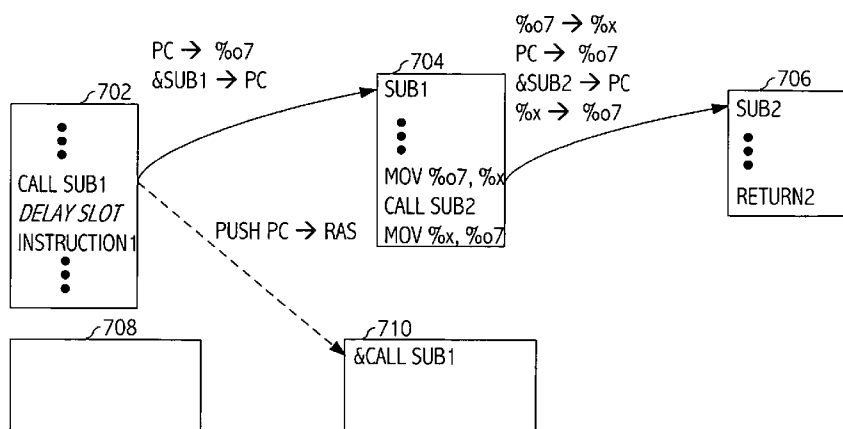 PC → %o7
&SUB1 → PC
%o7 → %x
PC → %o7
&SUB2 → PC
%x → %o7
702
CALL SUB1
DELAY SLOT
INSTRUCTION1
704
SUB1
MOV %o7, %x
CALL SUB2
MOV %x, %o7
706
SUB2
RETURN2
PUSH PC → RAS
708
710
&CALL SUB1